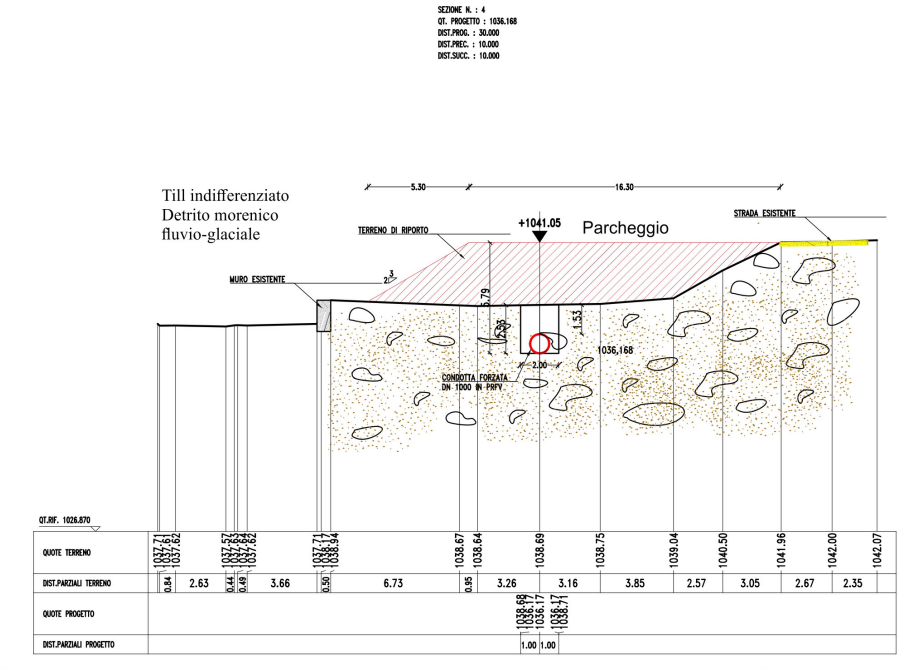 SEZIONE N. : 4
QT. PROGETTO : 1036.168
DIST.PROG. : 30.000
DIST.PREC. : 10.000
DIST.SUCC. : 10.000
5.30
16.30
Till indifferenziato
Detrito morenico
fluvio-glaciale
TERRENO DI RIPORTO
+1041.05
Parcheggio
STRADA ESISTENTE
MURO ESISTENTE
2
3
1.53
1036,168
2.00
CONDOTTA FORZATA
DN 1D00 IN PRFV
QT.RIF. 1026.870
QUOTE TERRENO
1037.71 1037.61 1037.62 1037.57 1037.63 1037.64 1037.62 1037.71 1038.17 1038.94 1038.67 1038.64 1038.69 1038.75 1039.04 1040.50 1041.96 1042.00 1042.07
DIST.PARZIALI TERRENO
0.84 2.63 0.44 0.49 3.66 0.50 6.73 0.95 3.26 3.16 3.85 2.57 3.05 2.67 2.35
QUOTE PROGETTO
1038.68 1036.17 1036.17 1036.17 1038.71
DIST.PARZIALI PROGETTO
1.00 1.00